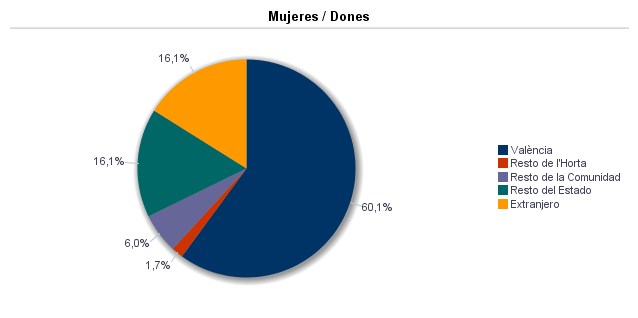 Mujeres / Dones
16,1%
16,1%
6,0%
1,7%
60,1%
València
Resto de l'Horta
Resto de la Comunidad
Resto del Estado
Extranjero